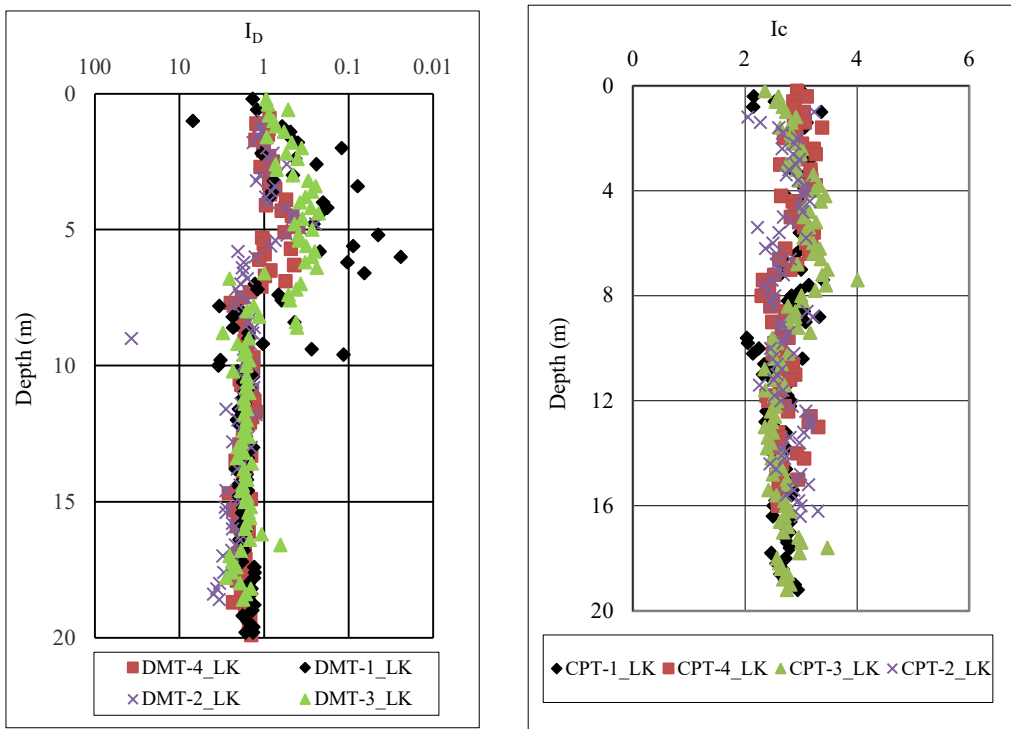 I_D
100 10 1 0.1 0.01
0
5
10
15
20
Depth (m)
DMT-4_LK DMT-1_LK
DMT-2_LK DMT-3_LK
Ic
0 2 4 6
0
4
8
12
16
20
Depth (m)
CPT-1_LK CPT-4_LK CPT-3_LK CPT-2_LK